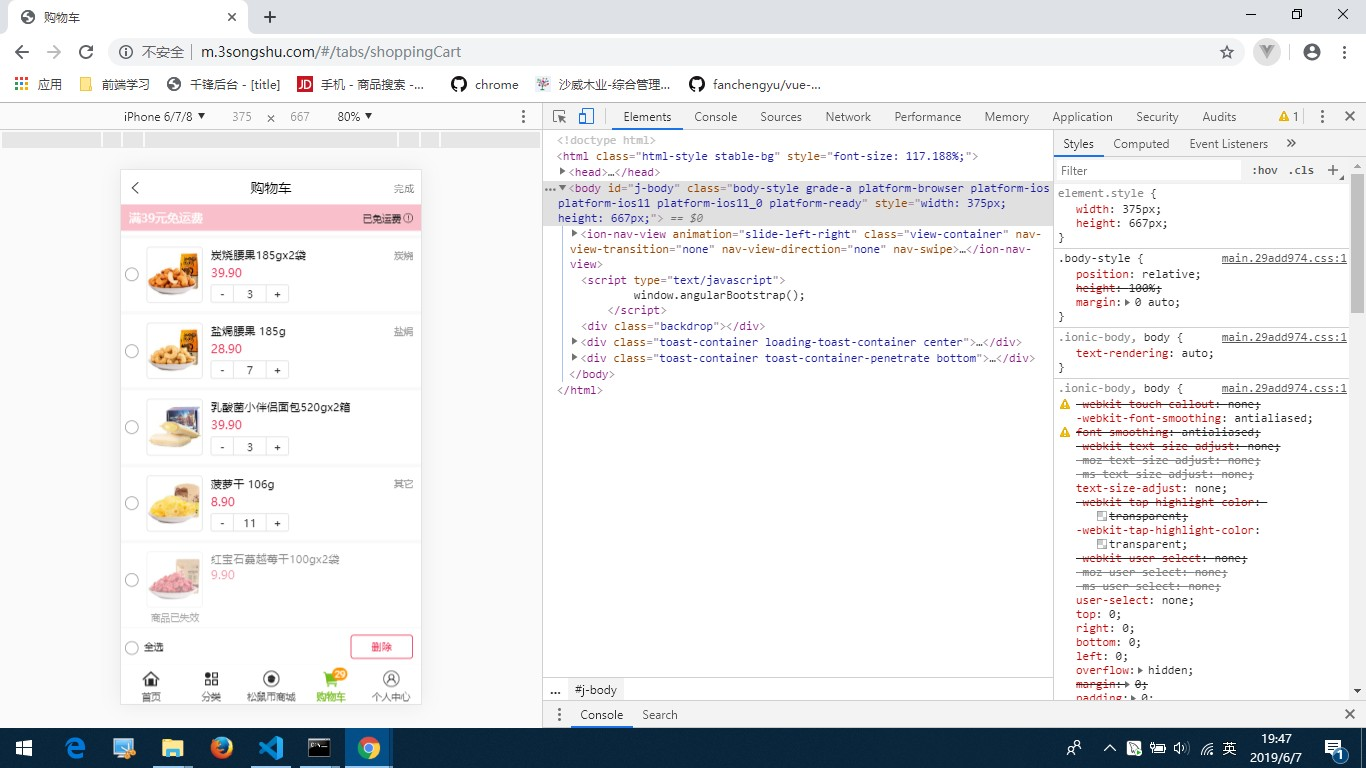 购物车
不安全
m.3songshu.com/#/tabs/shoppingCart
应用
前端学习
千锋后台 - [title]
手机 - 商品搜索 -...
chrome
沙威木业-综合管理...
fanchengyu/vue-...
iPhone 6/7/8 ▼ 375 × 667 80% ▼
购物车
完成
满39元免运费
已免运费
炭烧腰果185gx2袋
炭烧
39.90
- 3 +
盐焗腰果 185g
盐焗
28.90
- 7 +
乳酸菌小伴侣面包520gx2箱
39.90
- 3 +
菠萝干 106g
其它
8.90
- 11 +
红宝石蔓越莓干100gx2袋
9.90
商品已失效
全选
删除
29
首页
分类
松鼠币商城
购物车
个人中心
Elements Console Sources Network Performance Memory Application Security Audits 1
<!doctype html>
<html class="html-style stable-bg" style="font-size: 117.188%;">
<head>…</head>
<body id="j-body" class="body-style grade-a platform-browser platform-ios
platform-ios11 platform-ios11_0 platform-ready" style="width: 375px;
height: 667px;"> == $0
<ion-nav-view animation="slide-left-right" class="view-container" nav-
view-transition="none" nav-view-direction="none" nav-swipe>…</ion-nav-
view>
<script type="text/javascript">
window.angularBootstrap();
</script>
<div class="backdrop"></div>
<div class="toast-container loading-toast-container center">…</div>
<div class="toast-container toast-container-penetrate bottom">…</div>
</body>
</html>
... #j-body
Styles Computed Event Listeners »
Filter :hov .cls +
element.style {
width: 375px;
height: 667px;
}
.body-style { main.29add974.css:1
position: relative;
height: 100%;
margin: 0 auto;
}
.ionic-body, body { main.29add974.css:1
text-rendering: auto;
}
.ionic-body, body { main.29add974.css:1
-webkit-touch-callout: none;
-webkit-font-smoothing: antialiased;
font-smoothing: antialiased;
-webkit-text-size-adjust: none;
-moz-text-size-adjust: none;
-ms-text-size-adjust: none;
text-size-adjust: none;
-webkit-tap-highlight-color:
transparent;
-webkit-tap-highlight-color:
transparent;
-webkit-user-select: none;
-moz-user-select: none;
-ms-user-select: none;
user-select: none;
top: 0;
right: 0;
bottom: 0;
left: 0;
overflow: hidden;
margin: 0;
padding: 0;
Console Search
英
19:47
2019/6/7
1